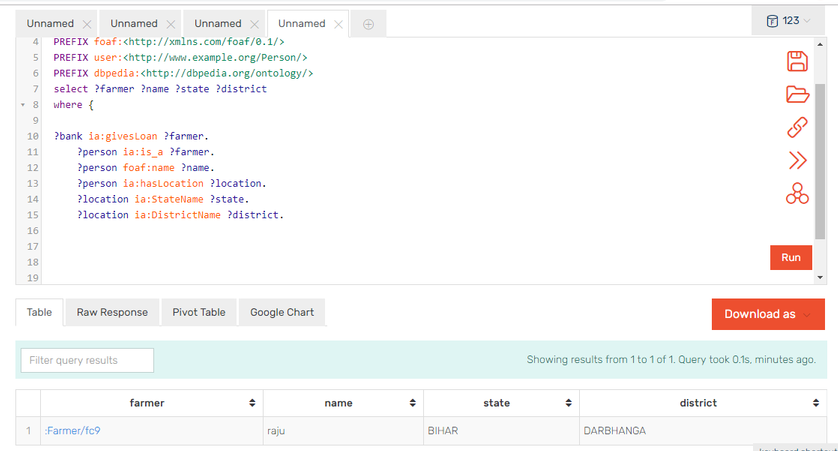 Unnamed Unnamed Unnamed Unnamed 123
4 PREFIX foaf:<http://xmlns.com/foaf/0.1/>
5 PREFIX user:<http://www.example.org/Person/>
6 PREFIX dbpedia:<http://dbpedia.org/ontology/>
7 select ?farmer ?name ?state ?district
8 where {
9
10 ?bank ia:givesLoan ?farmer.
11 ?person ia:is_a ?farmer.
12 ?person foaf:name ?name.
13 ?person ia:hasLocation ?location.
14 ?location ia:StateName ?state.
15 ?location ia:DistrictName ?district.
16
17
18
19
Run
Table Raw Response Pivot Table Google Chart Download as
Filter query results Showing results from 1 to 1 of 1. Query took 0.1s, minutes ago.
farmer name state district
1 :Farmer/fc9 raju BIHAR DARBHANGA